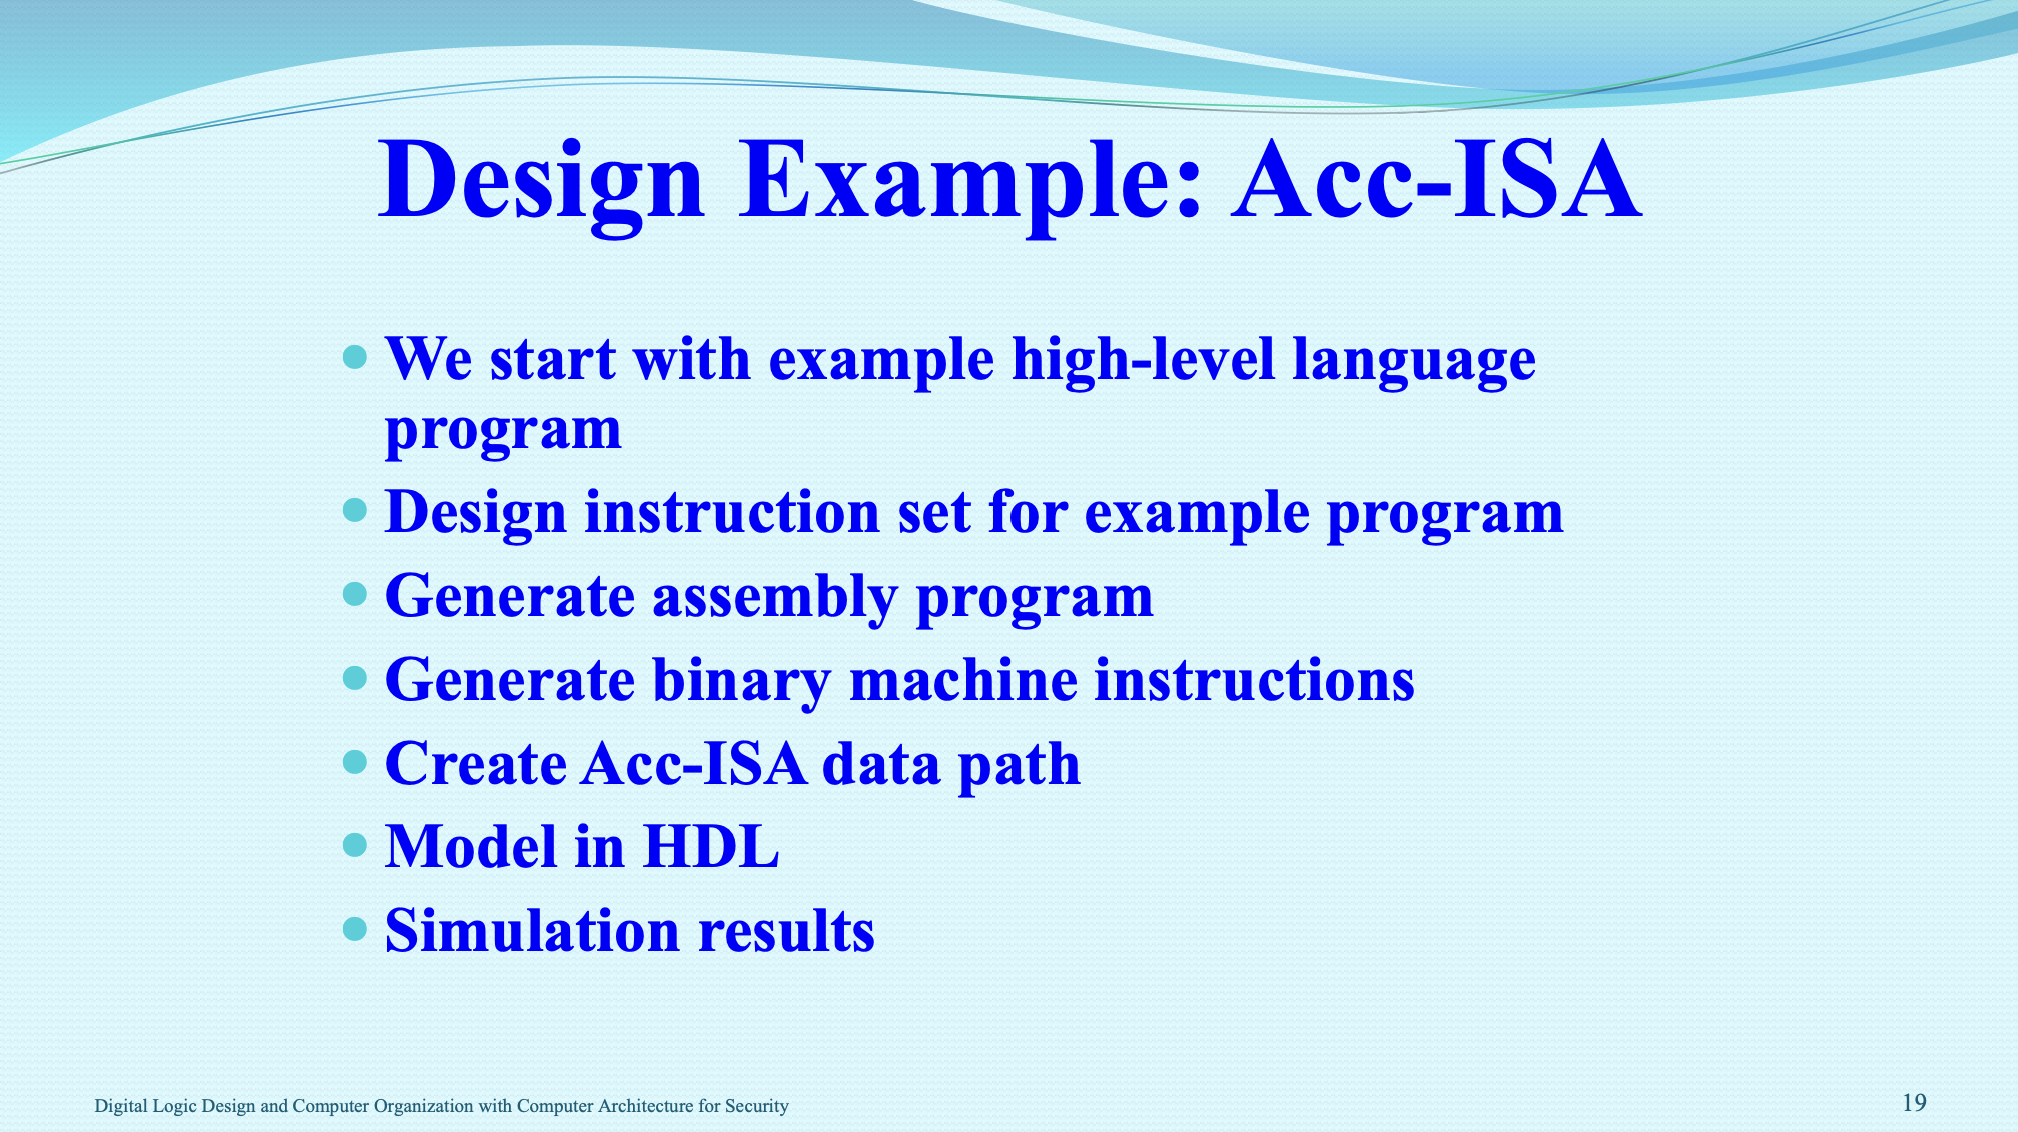 Design Example: Acc-ISA
• We start with example high-level language
program
• Design instruction set for example program
• Generate assembly program
• Generate binary machine instructions
• Create Acc-ISA data path
• Model in HDL
• Simulation results
Digital Logic Design and Computer Organization with Computer Architecture for Security
19